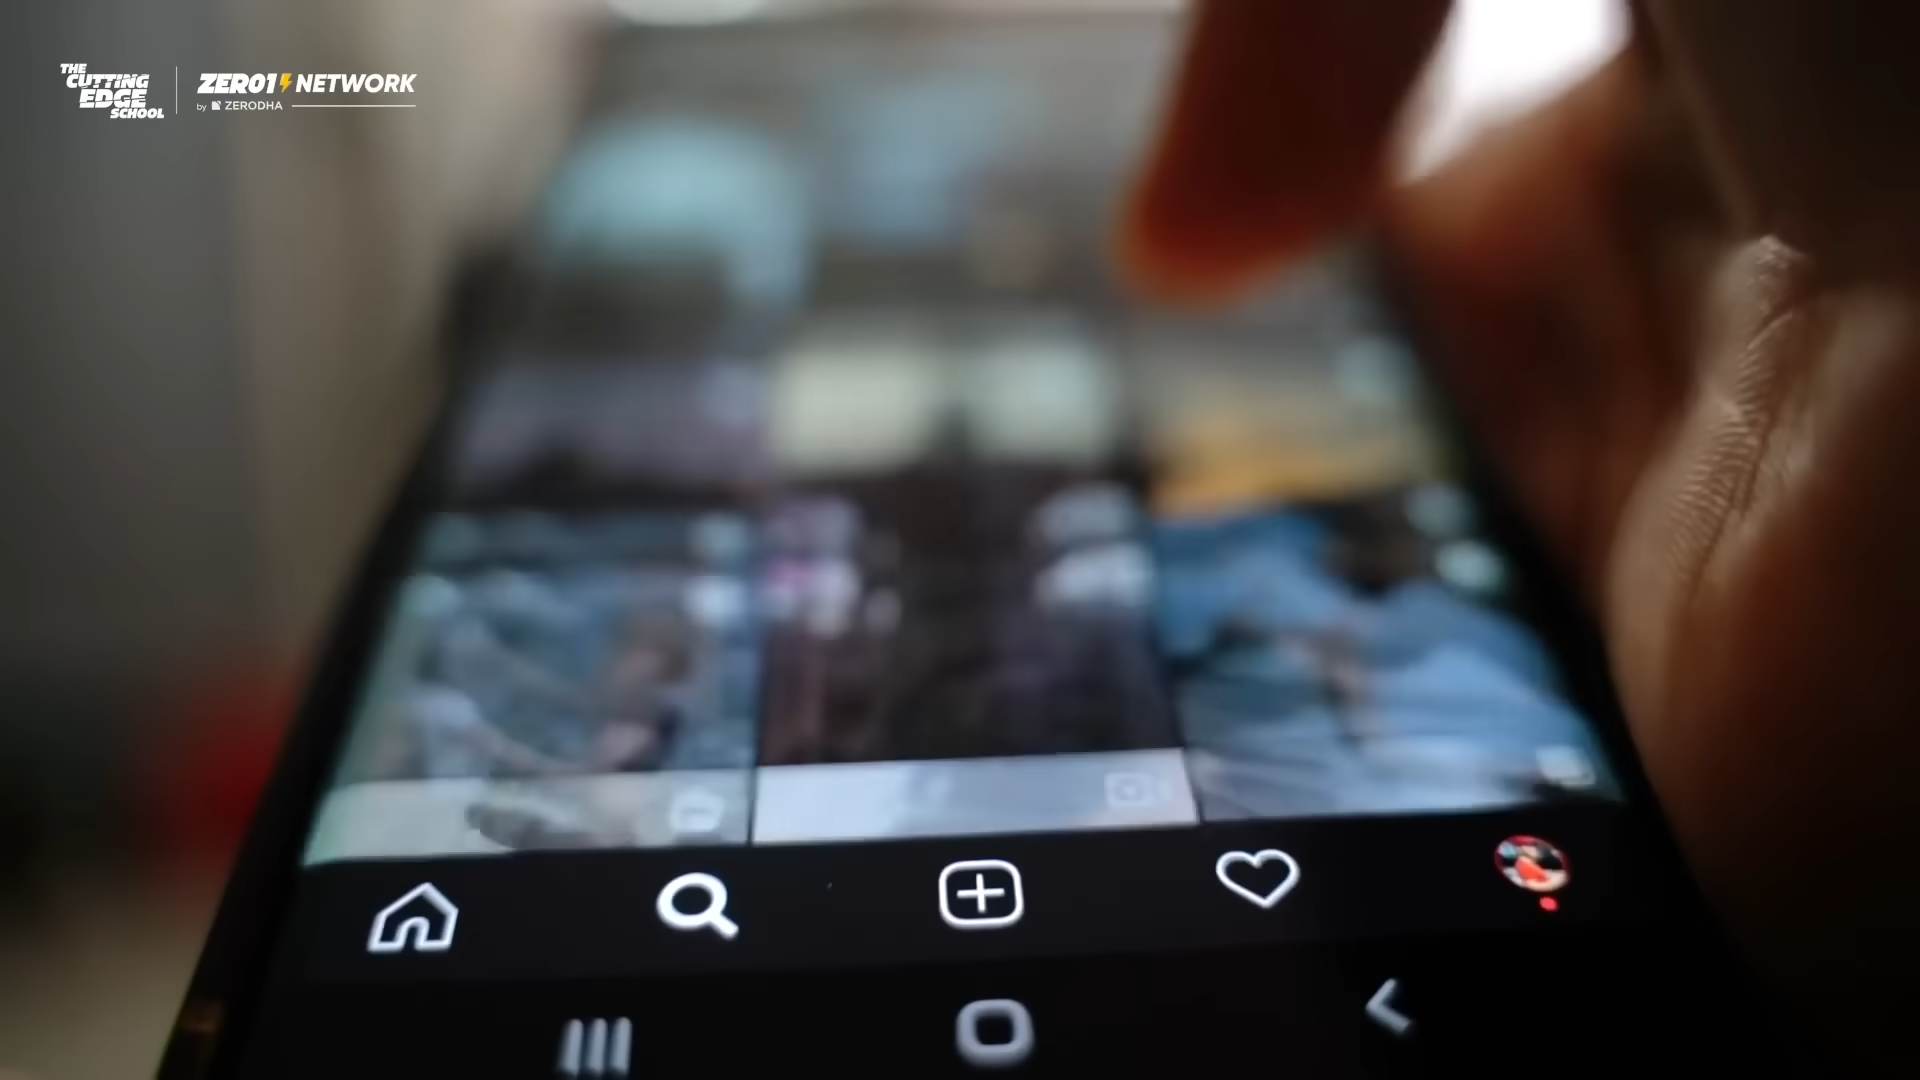 THE
CUTTING
EDGE
SCHOOL
ZERO1 NETWORK
by ZERODHA